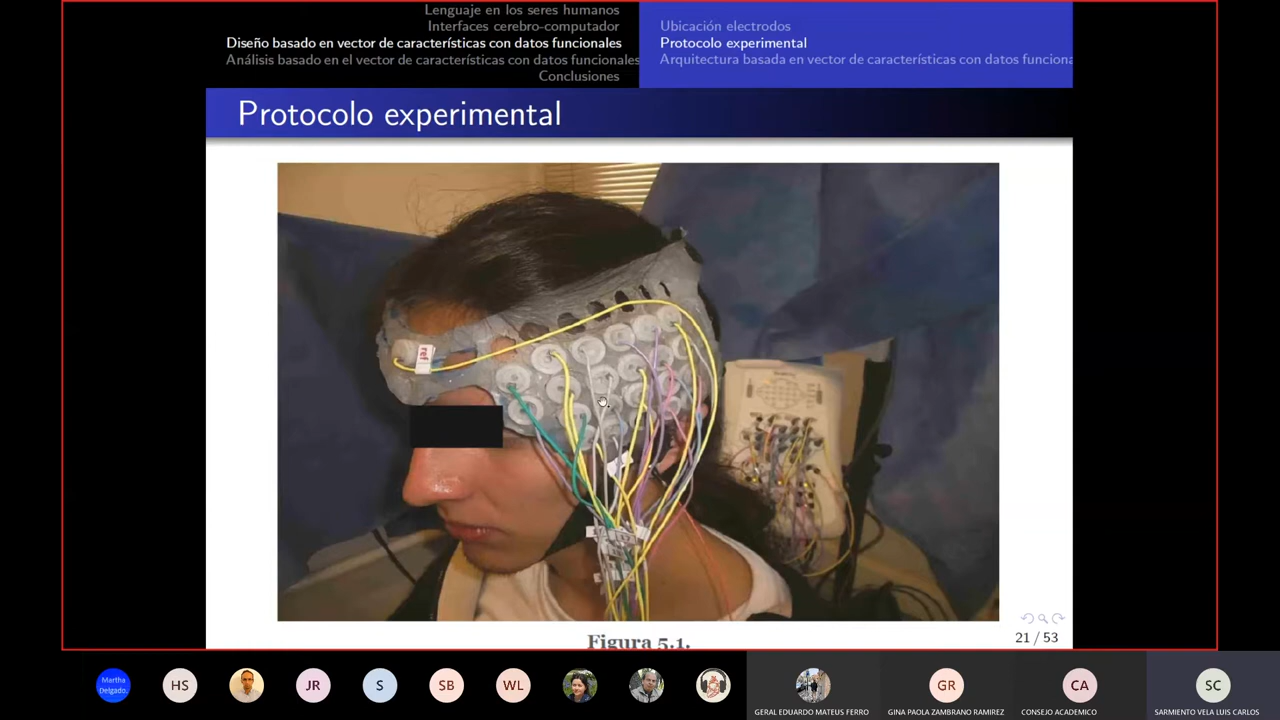 Lenguaje en los seres humanos
Interfaces cerebro-computador
Diseño basado en vector de características con datos funcionales
Análisis basado en el vector de características con datos funcionales
Conclusiones
Ubicación electrodos
Protocolo experimental
Arquitectura basada en vector de características con datos funciona
Protocolo experimental
ref
Figura 5.1.
21 / 53
Martha
Delgado.
HS
JR
S
SB
WL
GERAL EDUARDO MATEUS FERRO
GR
GINA PAOLA ZAMBRANO RAMIREZ
CA
CONSEJO ACADEMICO
SC
SARMIENTO VELA LUIS CARLOS